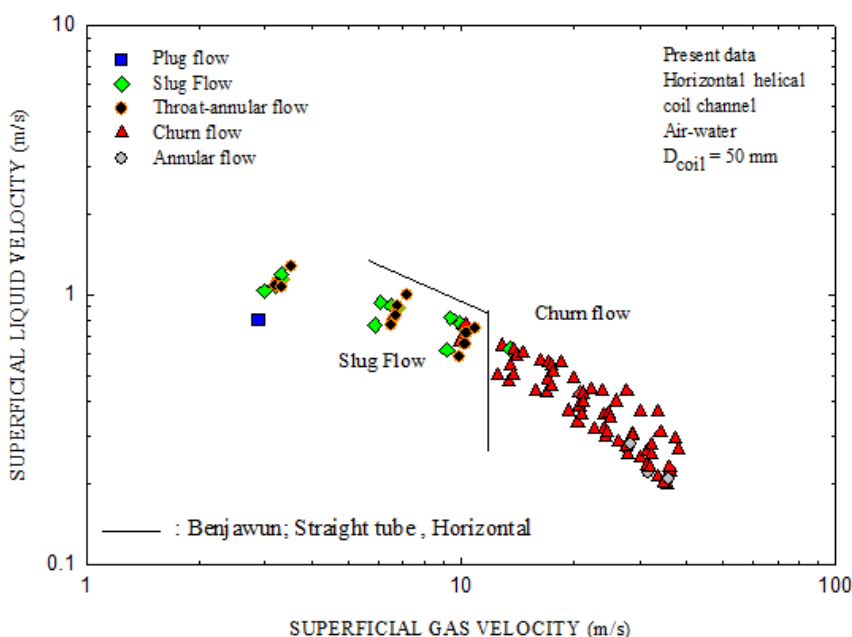 10
Plug flow
Slug Flow
Throat-annular flow
Churn flow
Annular flow
Present data
Horizontal helical
coil channel
Air-water
D_coil = 50 mm
SUPERFICIAL LIQUID VELOCITY (m/s)
1
Churn flow
Slug Flow
: Benjawun; Straight tube , Horizontal
0.1
1
10
100
SUPERFICIAL GAS VELOCITY (m/s)